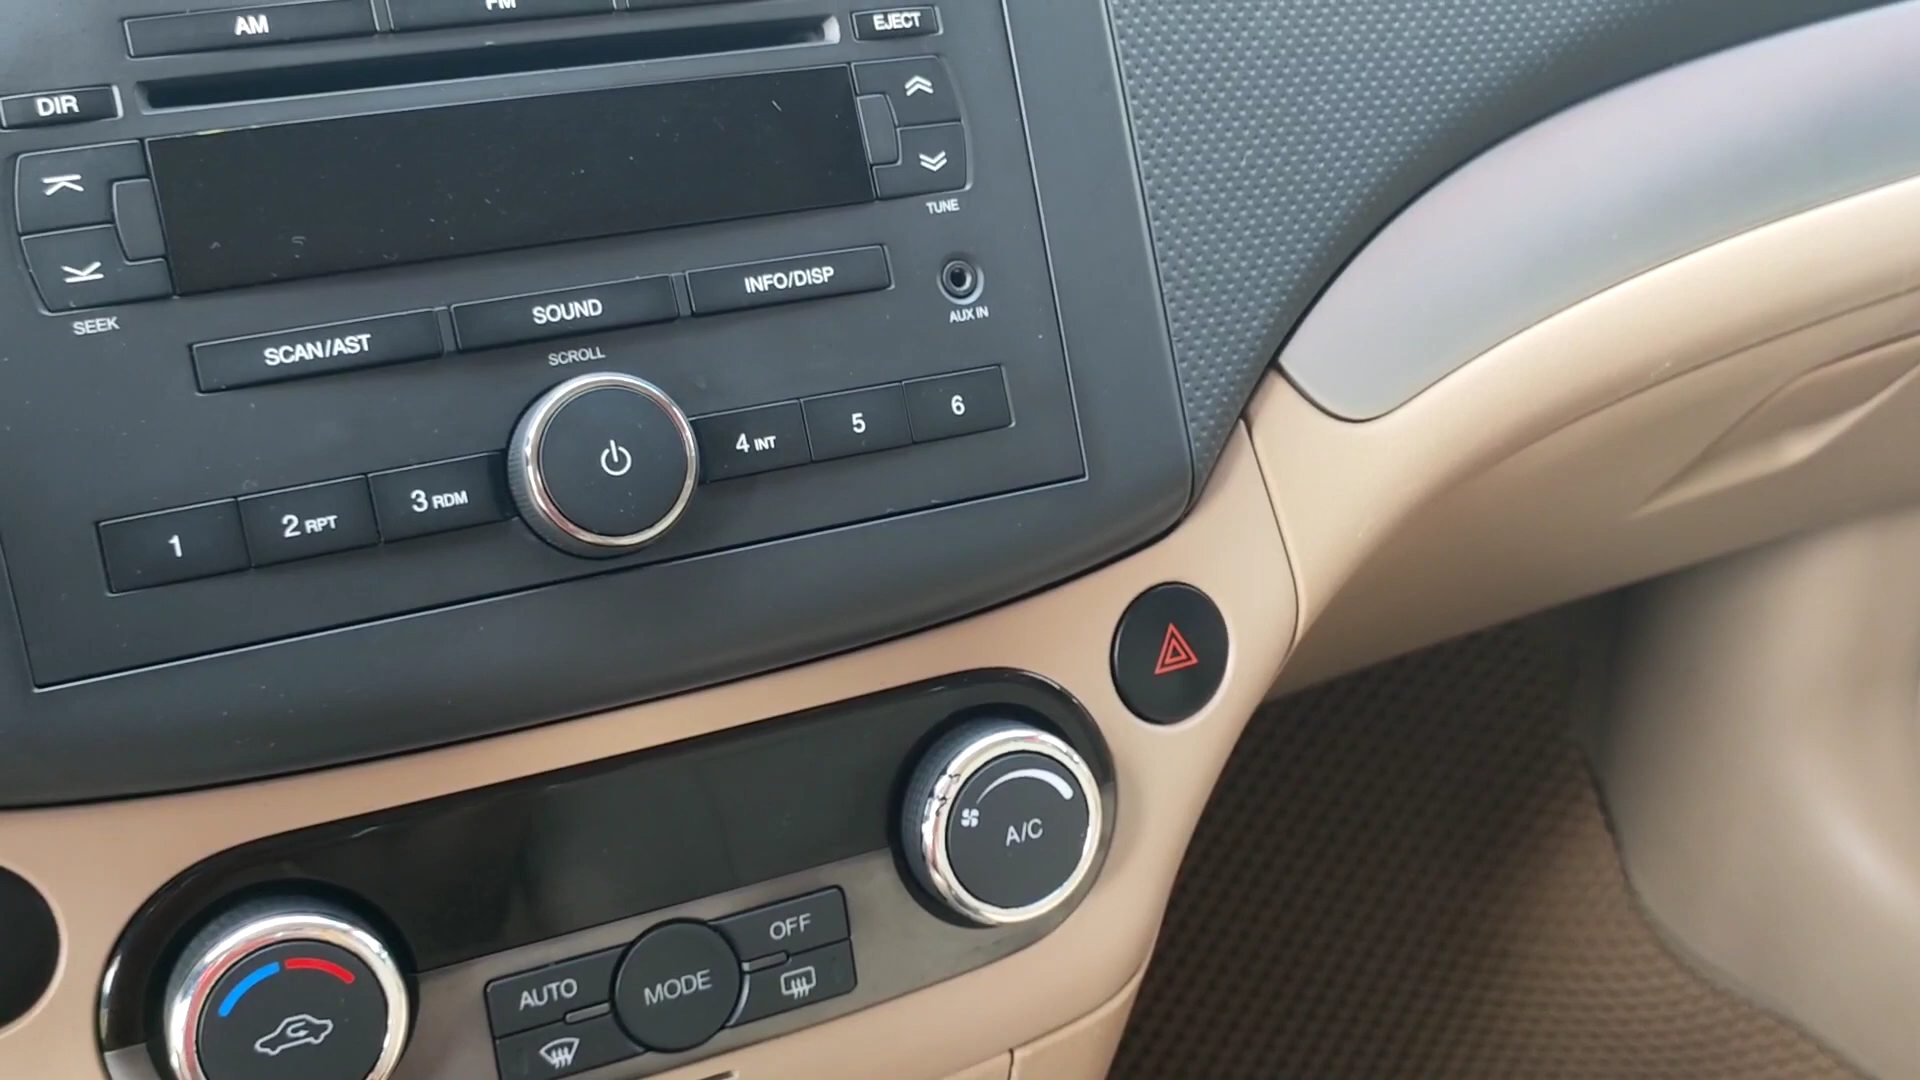 AM
FM
EJECT
DIR
TUNE
SEEK
AUX IN
SCAN/AST
SOUND
INFO/DISP
SCROLL
1
2 RPT
3 RDM
4 INT
5
6
A/C
AUTO
MODE
OFF